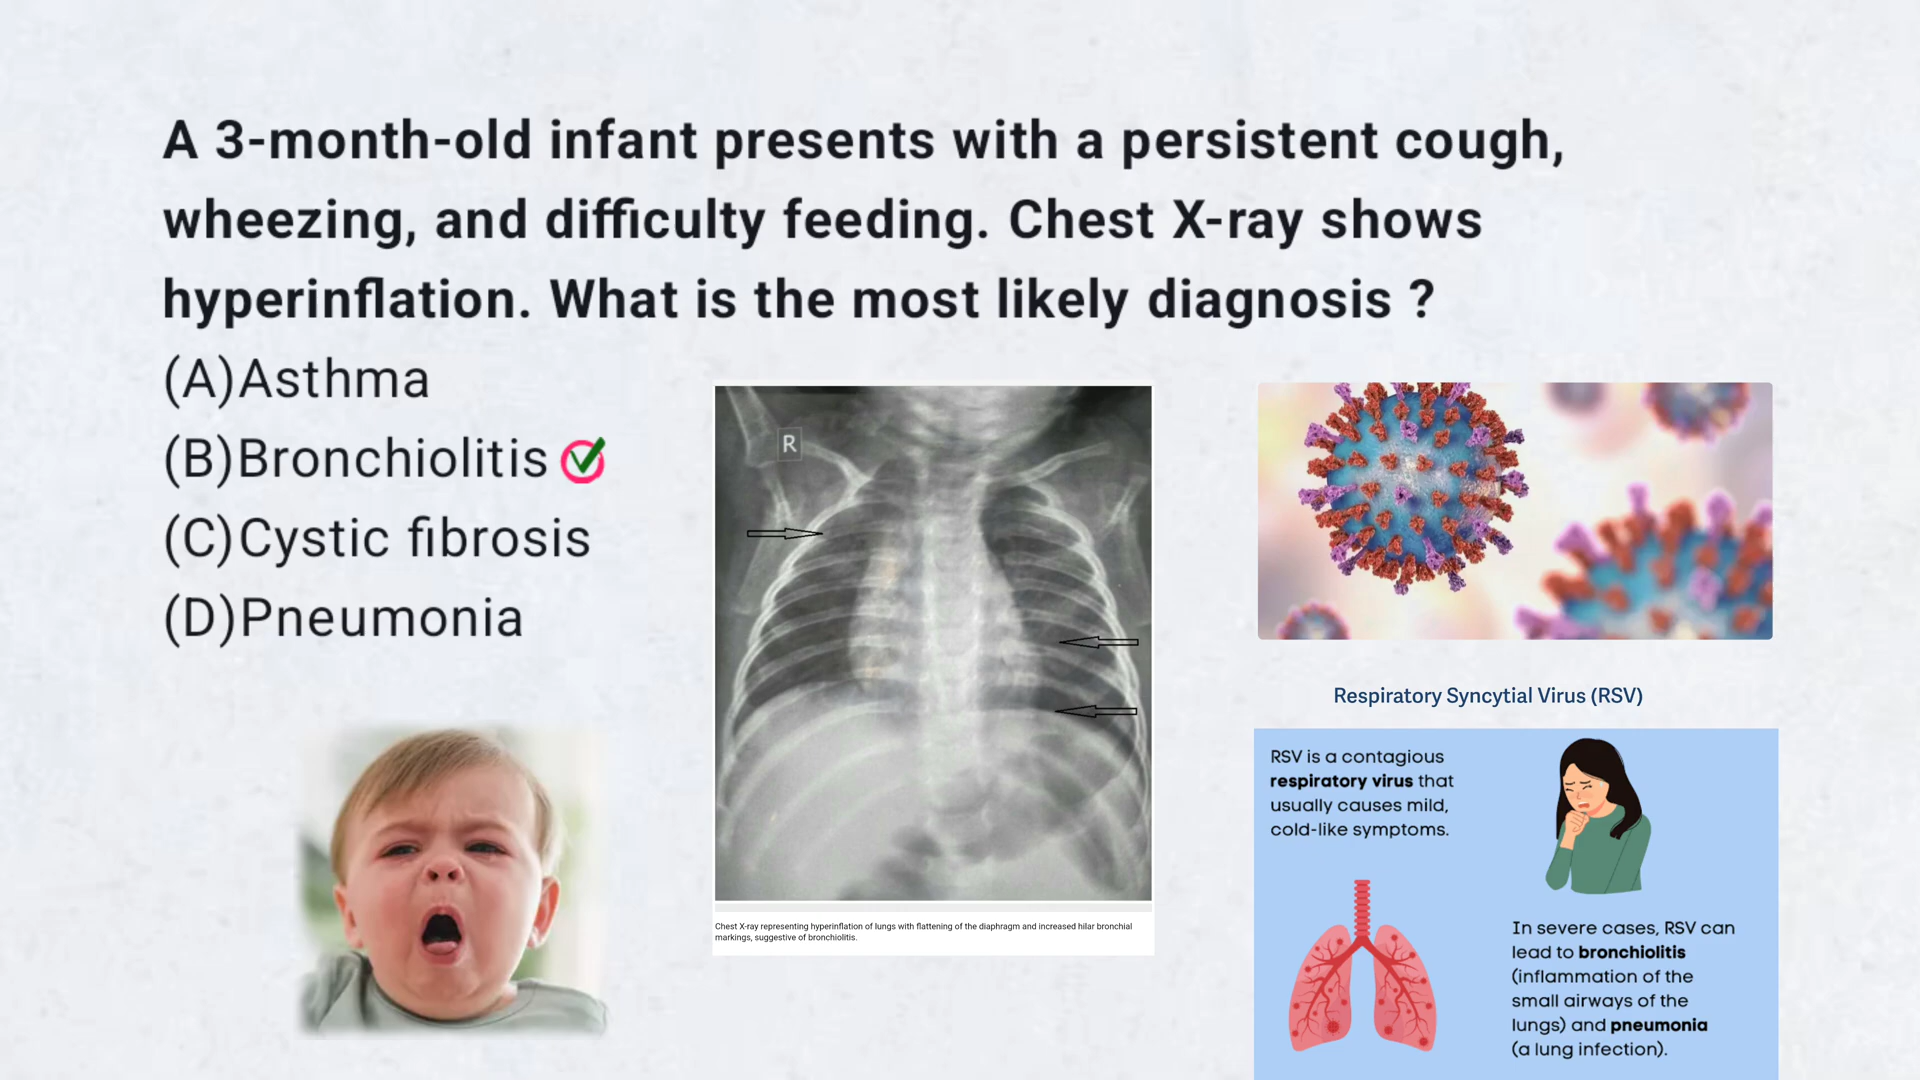 A 3-month-old infant presents with a persistent cough,
wheezing, and difficulty feeding. Chest X-ray shows
hyperinflation. What is the most likely diagnosis ?
(A)Asthma
(B)Bronchiolitis
(C)Cystic fibrosis
(D)Pneumonia
R
Chest X-ray representing hyperinflation of lungs with flattening of the diaphragm and increased hilar bronchial
markings, suggestive of bronchiolitis.
Respiratory Syncytial Virus (RSV)
RSV is a contagious
respiratory virus that
usually causes mild,
cold-like symptoms.
In severe cases, RSV can
lead to bronchiolitis
(inflammation of the
small airways of the
lungs) and pneumonia
(a lung infection).